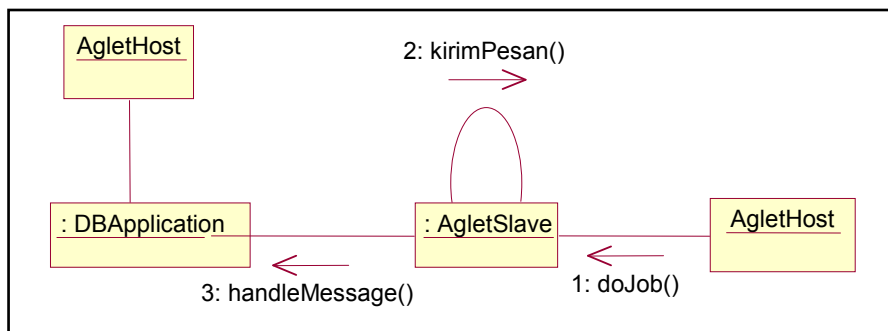 AgletHost
2: kirimPesan()
: DBApplication
: AgletSlave
AgletHost
3: handleMessage()
1: doJob()